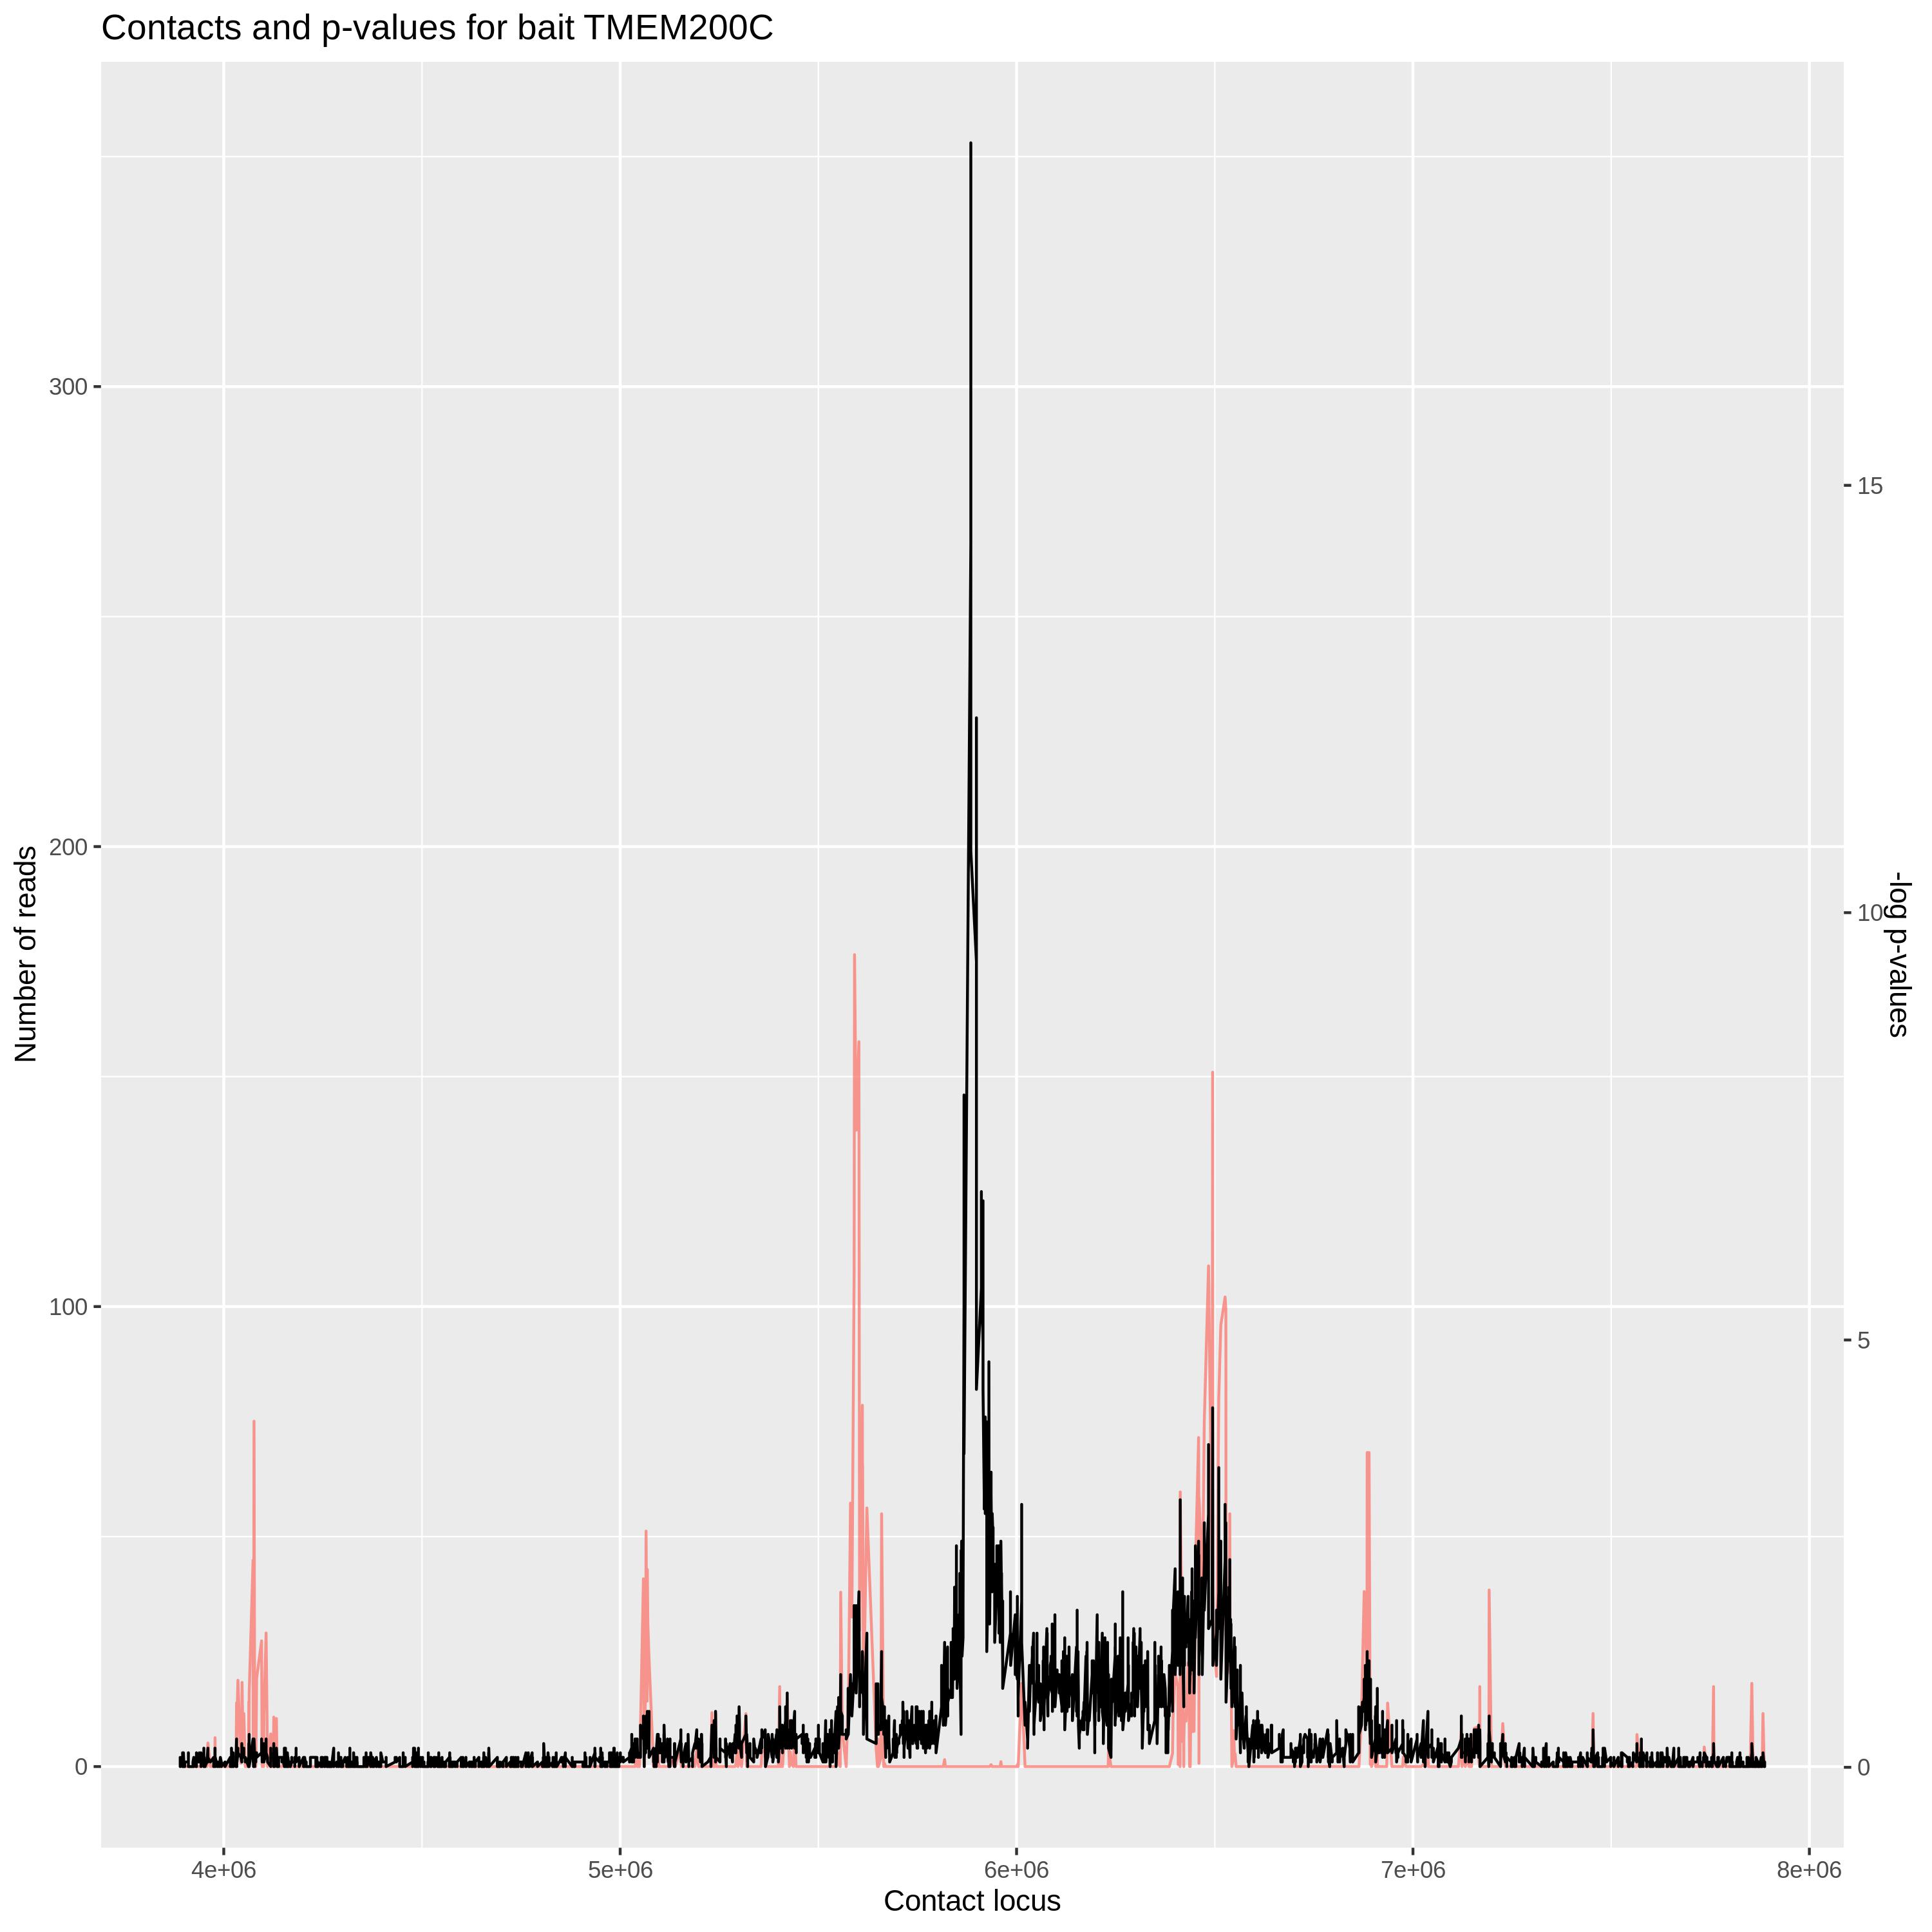 Contacts and p-values for bait TMEM200C
Number of reads
300
200
100
0
15
10
5
0
-log p-values
4e+06
5e+06
6e+06
7e+06
8e+06
Contact locus